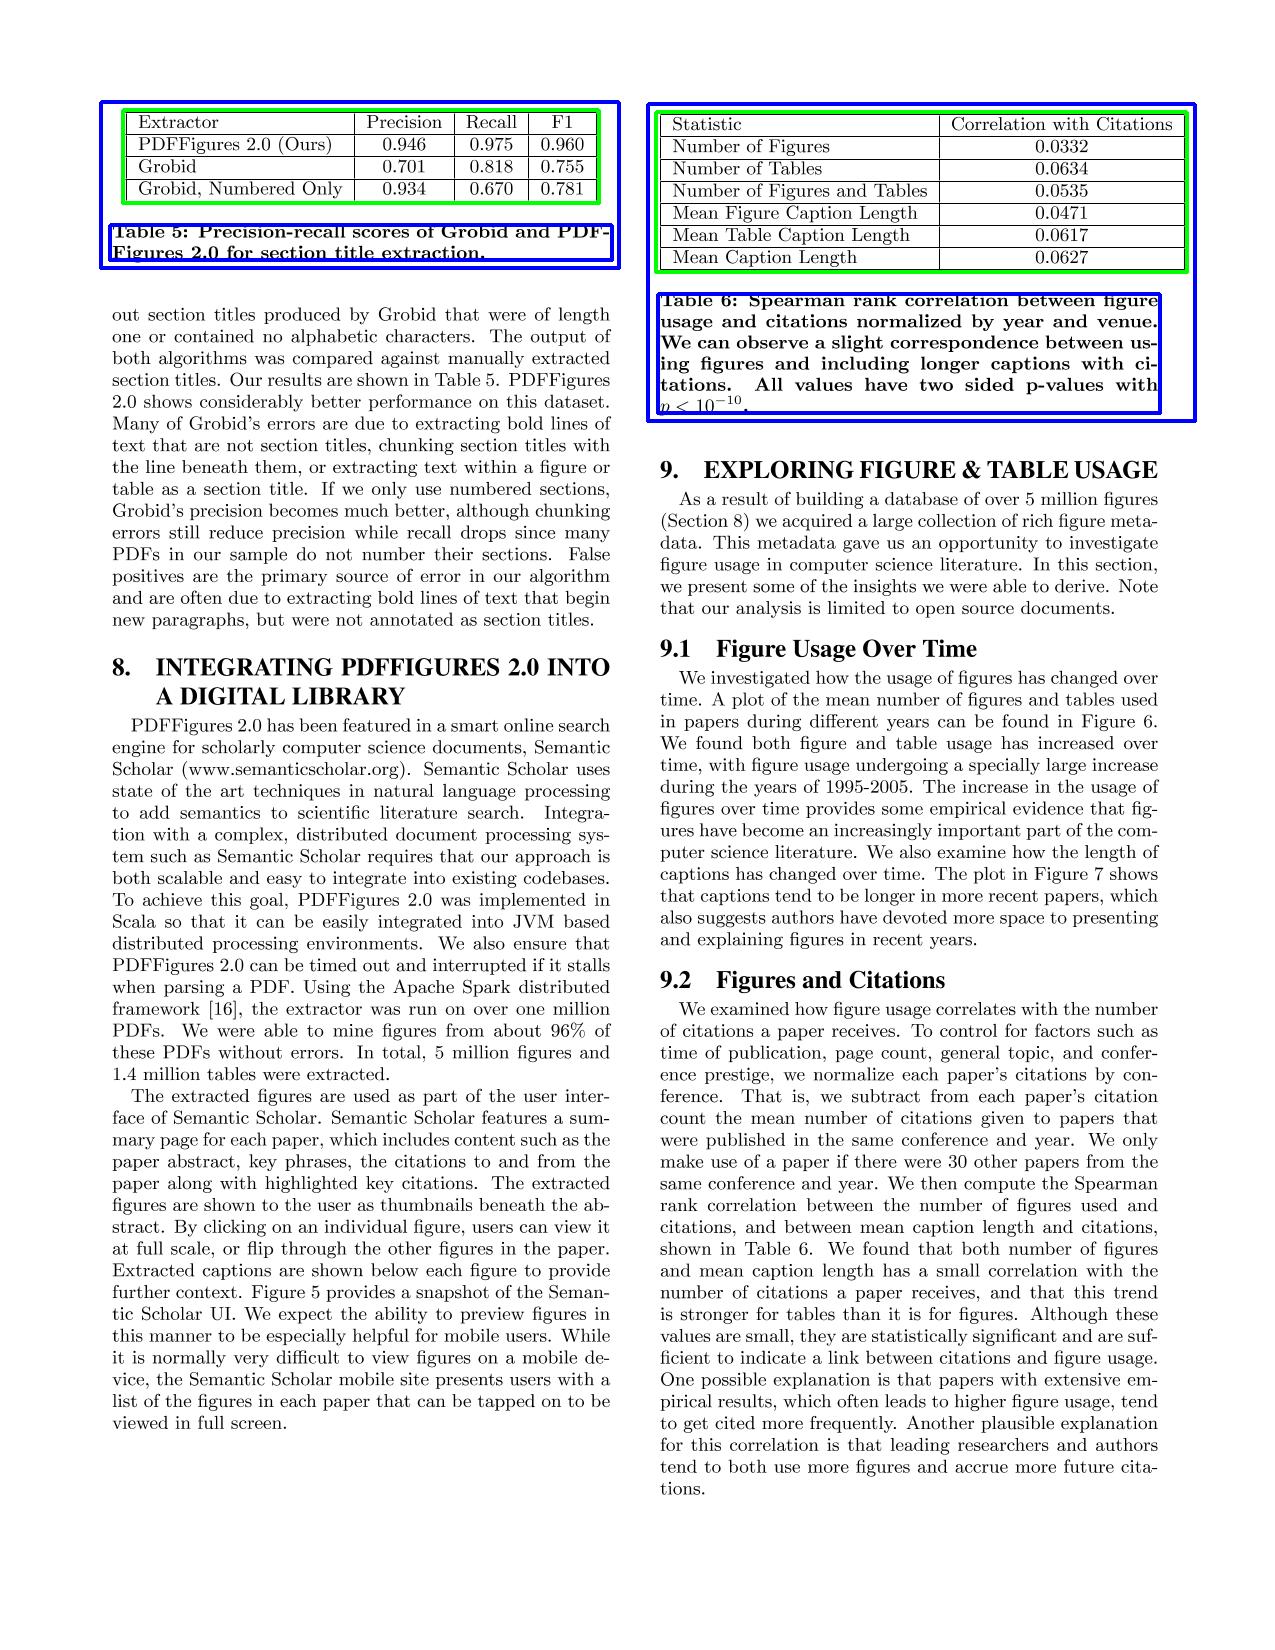 Extractor Precision Recall F1
PDFFigures 2.0 (Ours) 0.946 0.975 0.960
Grobid 0.701 0.818 0.755
Grobid, Numbered Only 0.934 0.670 0.781
Table 5: Precision-recall scores of Grobid and PDF-
Figures 2.0 for section title extraction.
out section titles produced by Grobid that were of length
one or contained no alphabetic characters. The output of
both algorithms was compared against manually extracted
section titles. Our results are shown in Table 5. PDFFigures
2.0 shows considerably better performance on this dataset.
Many of Grobid's errors are due to extracting bold lines of
text that are not section titles, chunking section titles with
the line beneath them, or extracting text within a figure or
table as a section title. If we only use numbered sections,
Grobid's precision becomes much better, although chunking
errors still reduce precision while recall drops since many
PDFs in our sample do not number their sections. False
positives are the primary source of error in our algorithm
and are often due to extracting bold lines of text that begin
new paragraphs, but were not annotated as section titles.
8. INTEGRATING PDFFIGURES 2.0 INTO
A DIGITAL LIBRARY
PDFFigures 2.0 has been featured in a smart online search
engine for scholarly computer science documents, Semantic
Scholar (www.semanticscholar.org). Semantic Scholar uses
state of the art techniques in natural language processing
to add semantics to scientific literature search. Integra-
tion with a complex, distributed document processing sys-
tem such as Semantic Scholar requires that our approach is
both scalable and easy to integrate into existing codebases.
To achieve this goal, PDFFigures 2.0 was implemented in
Scala so that it can be easily integrated into JVM based
distributed processing environments. We also ensure that
PDFFigures 2.0 can be timed out and interrupted if it stalls
when parsing a PDF. Using the Apache Spark distributed
framework [16], the extractor was run on over one million
PDFs. We were able to mine figures from about 96% of
these PDFs without errors. In total, 5 million figures and
1.4 million tables were extracted.
The extracted figures are used as part of the user inter-
face of Semantic Scholar. Semantic Scholar features a sum-
mary page for each paper, which includes content such as the
paper abstract, key phrases, the citations to and from the
paper along with highlighted key citations. The extracted
figures are shown to the user as thumbnails beneath the ab-
stract. By clicking on an individual figure, users can view it
at full scale, or flip through the other figures in the paper.
Extracted captions are shown below each figure to provide
further context. Figure 5 provides a snapshot of the Seman-
tic Scholar UI. We expect the ability to preview figures in
this manner to be especially helpful for mobile users. While
it is normally very difficult to view figures on a mobile de-
vice, the Semantic Scholar mobile site presents users with a
list of the figures in each paper that can be tapped on to be
viewed in full screen.
Statistic Correlation with Citations
Number of Figures 0.0332
Number of Tables 0.0634
Number of Figures and Tables 0.0535
Mean Figure Caption Length 0.0471
Mean Table Caption Length 0.0617
Mean Caption Length 0.0627
Table 6: Spearman rank correlation between figure
usage and citations normalized by year and venue.
We can observe a slight correspondence between us-
ing figures and including longer captions with ci-
tations. All values have two sided p-values with
p < 10⁻¹⁰.
9. EXPLORING FIGURE & TABLE USAGE
As a result of building a database of over 5 million figures
(Section 8) we acquired a large collection of rich figure meta-
data. This metadata gave us an opportunity to investigate
figure usage in computer science literature. In this section,
we present some of the insights we were able to derive. Note
that our analysis is limited to open source documents.
9.1 Figure Usage Over Time
We investigated how the usage of figures has changed over
time. A plot of the mean number of figures and tables used
in papers during different years can be found in Figure 6.
We found both figure and table usage has increased over
time, with figure usage undergoing a specially large increase
during the years of 1995-2005. The increase in the usage of
figures over time provides some empirical evidence that fig-
ures have become an increasingly important part of the com-
puter science literature. We also examine how the length of
captions has changed over time. The plot in Figure 7 shows
that captions tend to be longer in more recent papers, which
also suggests authors have devoted more space to presenting
and explaining figures in recent years.
9.2 Figures and Citations
We examined how figure usage correlates with the number
of citations a paper receives. To control for factors such as
time of publication, page count, general topic, and confer-
ence prestige, we normalize each paper's citations by con-
ference. That is, we subtract from each paper's citation
count the mean number of citations given to papers that
were published in the same conference and year. We only
make use of a paper if there were 30 other papers from the
same conference and year. We then compute the Spearman
rank correlation between the number of figures used and
citations, and between mean caption length and citations,
shown in Table 6. We found that both number of figures
and mean caption length has a small correlation with the
number of citations a paper receives, and that this trend
is stronger for tables than it is for figures. Although these
values are small, they are statistically significant and are suf-
ficient to indicate a link between citations and figure usage.
One possible explanation is that papers with extensive em-
pirical results, which often leads to higher figure usage, tend
to get cited more frequently. Another plausible explanation
for this correlation is that leading researchers and authors
tend to both use more figures and accrue more future cita-
tions.